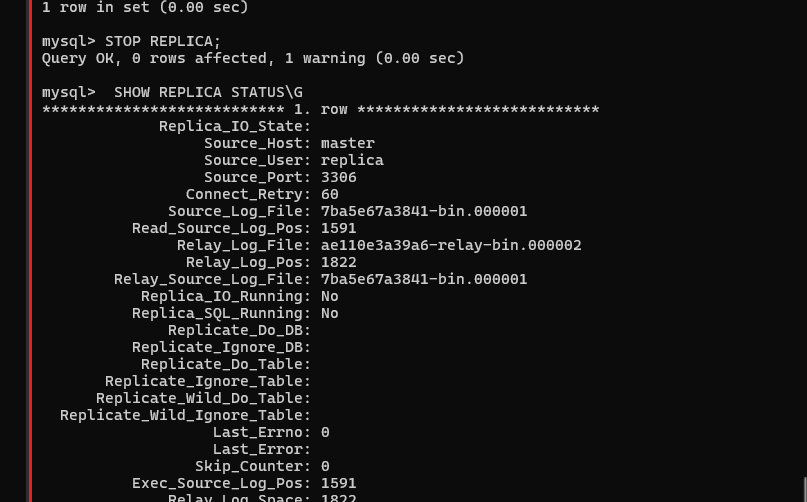 1 row in set (0.00 sec)
mysql> STOP REPLICA;
Query OK, 0 rows affected, 1 warning (0.00 sec)
mysql>  SHOW REPLICA STATUS\G
*************************** 1. row ***************************
Replica_IO_State:
Source_Host: master
Source_User: replica
Source_Port: 3306
Connect_Retry: 60
Source_Log_File: 7ba5e67a3841-bin.000001
Read_Source_Log_Pos: 1591
Relay_Log_File: ae110e3a39a6-relay-bin.000002
Relay_Log_Pos: 1822
Relay_Source_Log_File: 7ba5e67a3841-bin.000001
Replica_IO_Running: No
Replica_SQL_Running: No
Replicate_Do_DB:
Replicate_Ignore_DB:
Replicate_Do_Table:
Replicate_Ignore_Table:
Replicate_Wild_Do_Table:
Replicate_Wild_Ignore_Table:
Last_Errno: 0
Last_Error:
Skip_Counter: 0
Exec_Source_Log_Pos: 1591
Relay_Log_Space: 1822